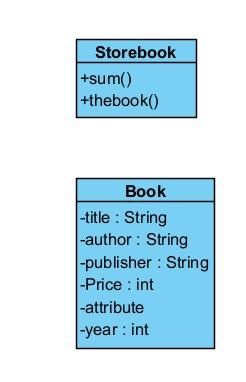 Storebook
+sum()
+thebook()
Book
-title : String
-author : String
-publisher : String
-Price : int
-attribute
-year : int